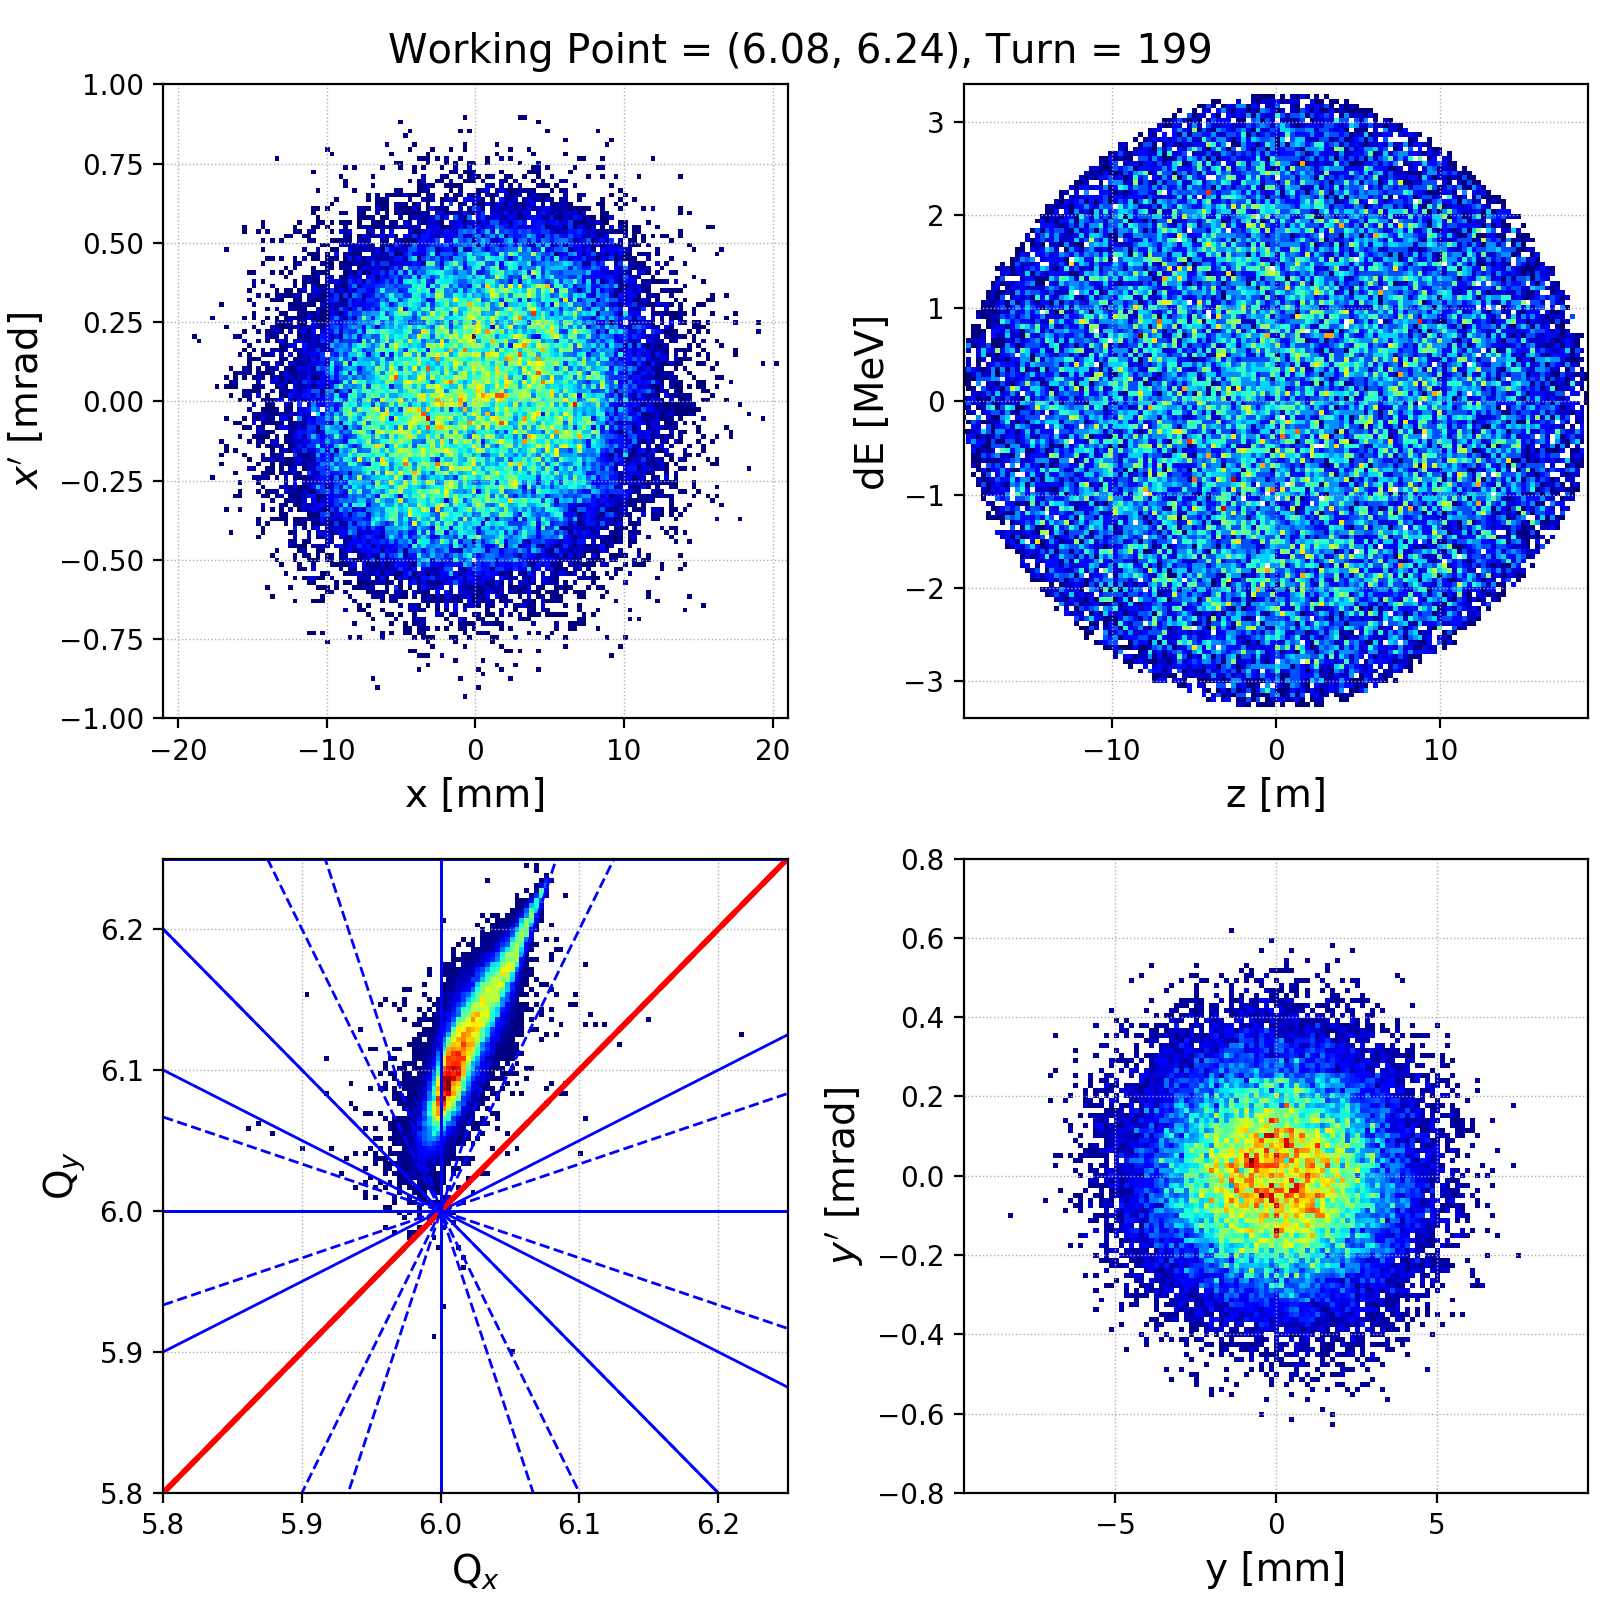 Working Point = (6.08, 6.24), Turn = 199
1.00
0.75
0.50
0.25
0.00
−0.25
−0.50
−0.75
−1.00
x′ [mrad]
−20 −10 0 10 20
x [mm]
3
2
1
0
−1
−2
−3
dE [MeV]
−10 0 10
z [m]
6.2
6.1
6.0
5.9
5.8
Qy
5.8 5.9 6.0 6.1 6.2
Qx
0.8
0.6
0.4
0.2
0.0
−0.2
−0.4
−0.6
−0.8
y′ [mrad]
−5 0 5
y [mm]